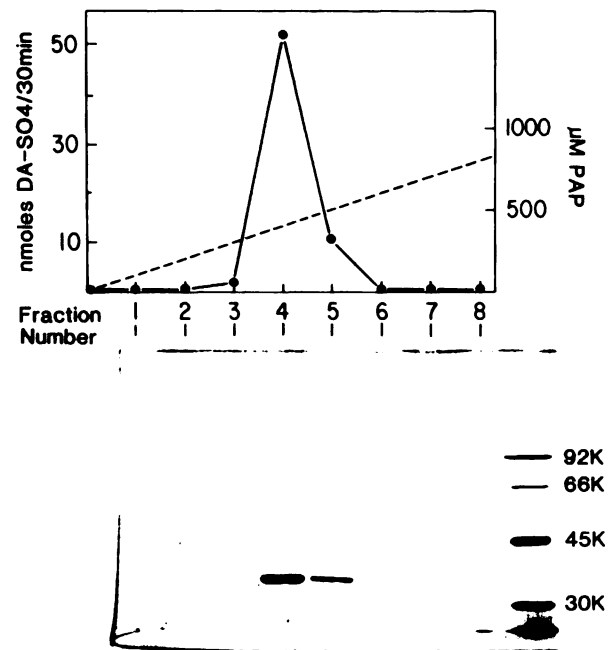 nmoles DA-SO4/30min
50
30
10
1000
500
μM PAP
Fraction Number
1 2 3 4 5 6 7 8
92K
66K
45K
30K